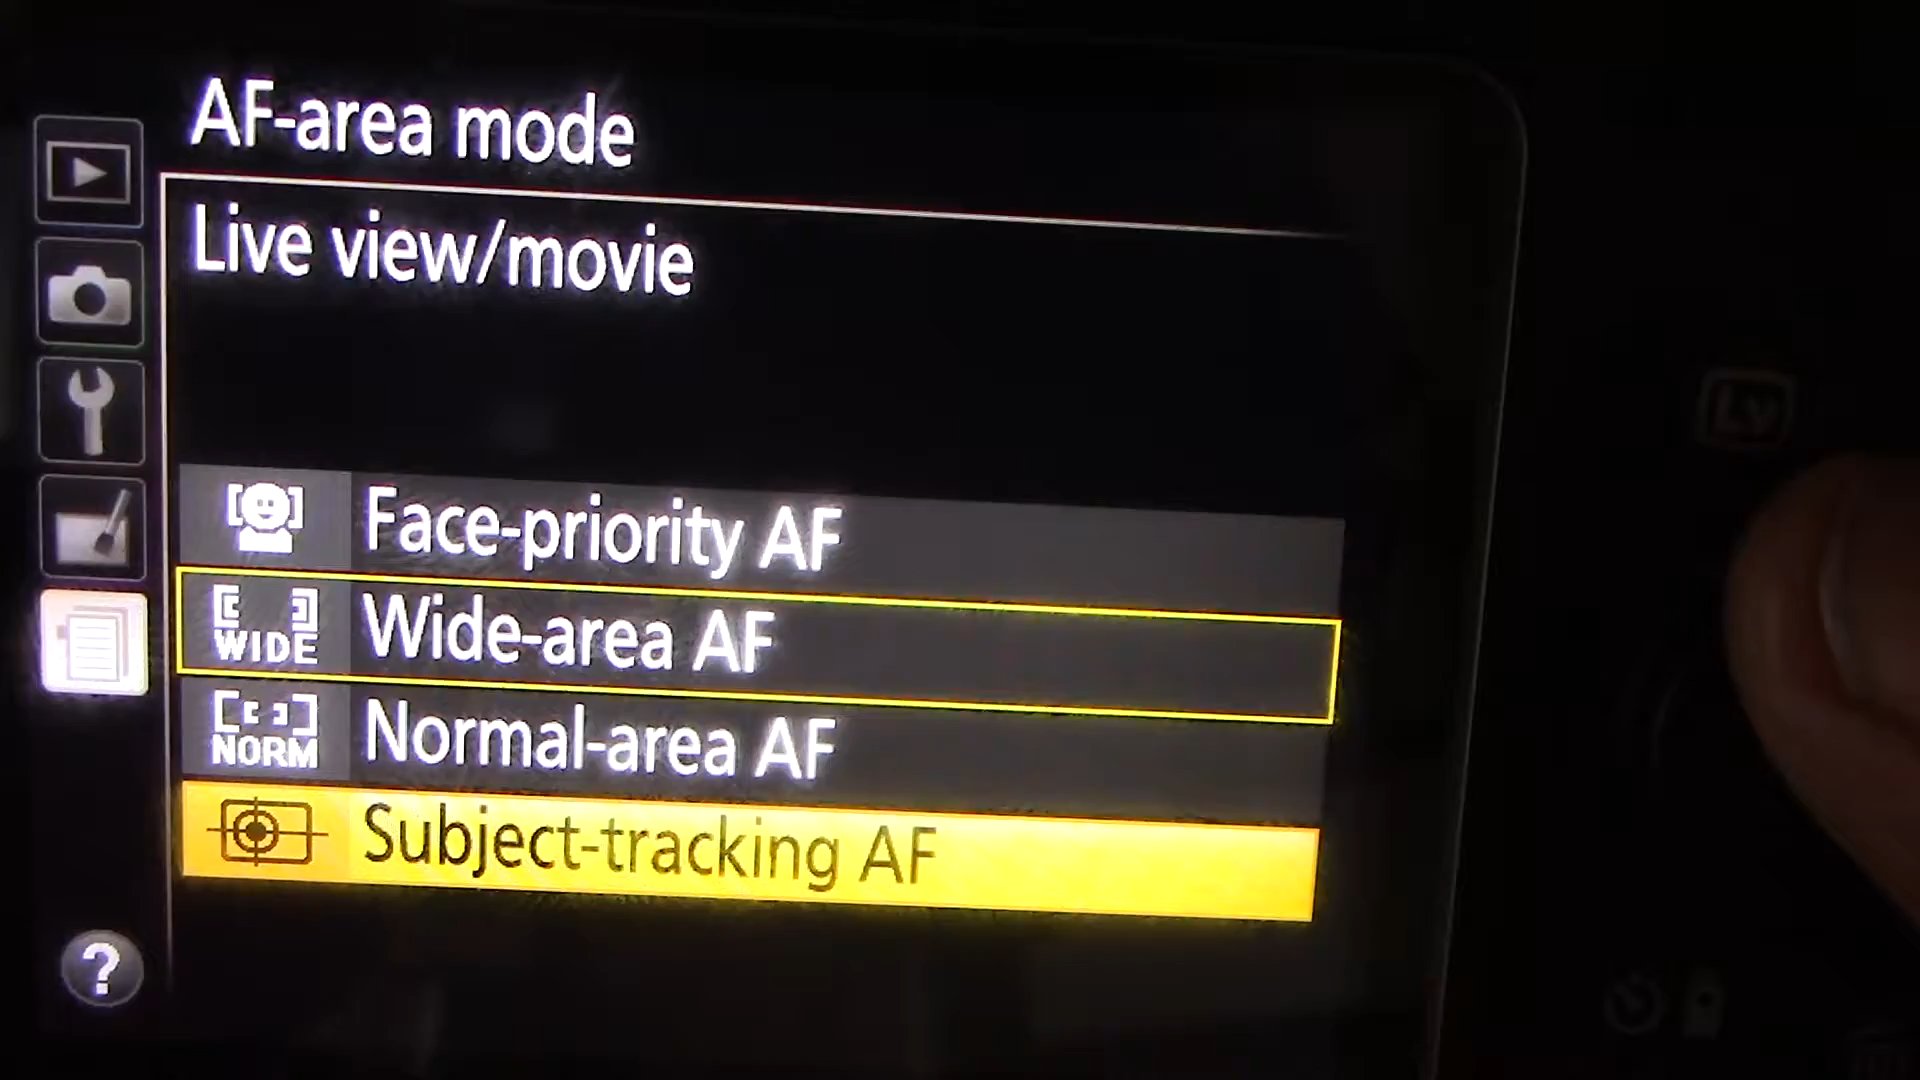 AF-area mode
Live view/movie
Face-priority AF
WIDE Wide-area AF
NORM Normal-area AF
Subject-tracking AF
?
Lv